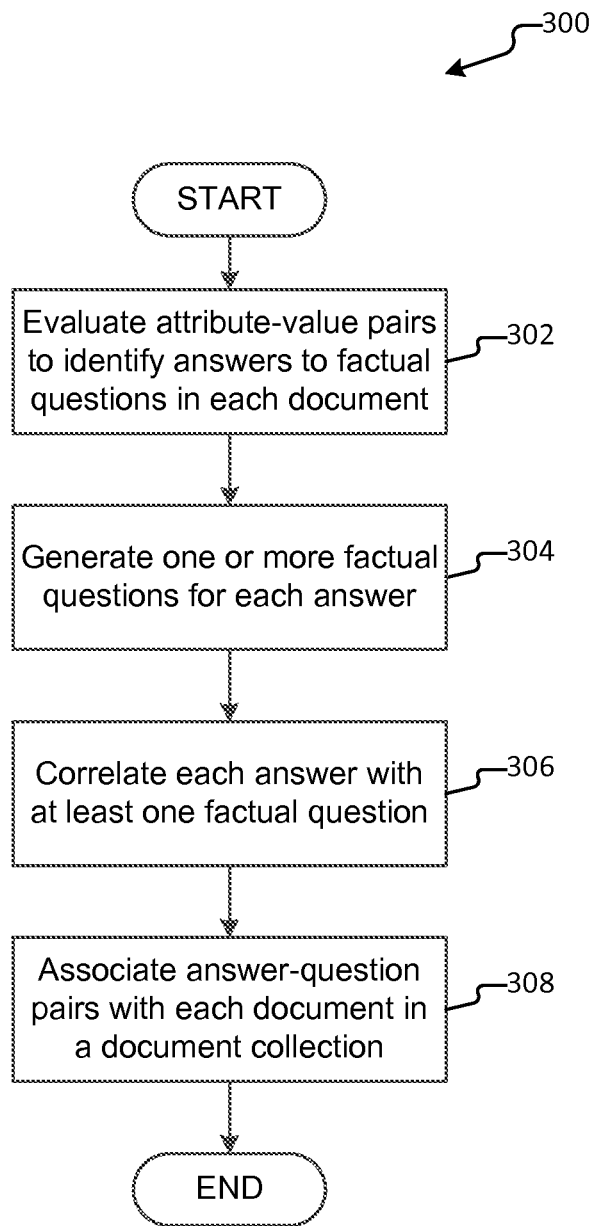 300
START
Evaluate attribute-value pairs
to identify answers to factual
questions in each document
302
Generate one or more factual
questions for each answer
304
Correlate each answer with
at least one factual question
306
Associate answer-question
pairs with each document in
a document collection
308
END